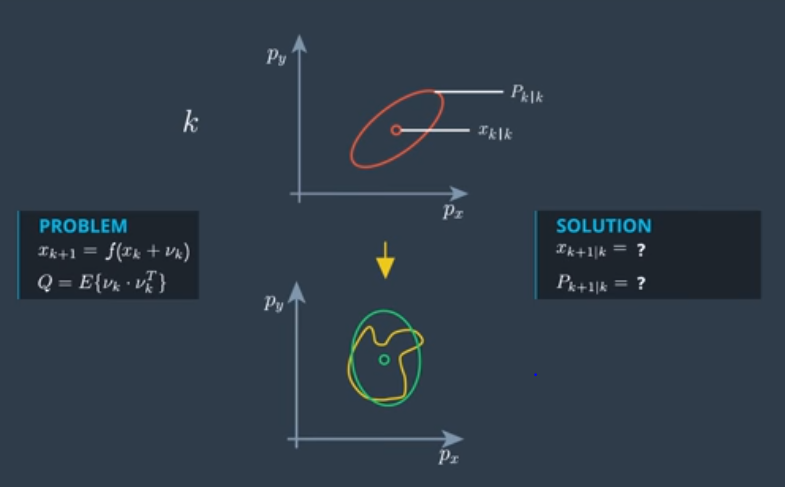 p_y
P_{k|k}
k
x_{k|k}
p_x
PROBLEM
x_{k+1} = f(x_k + ν_k)
Q = E{ν_k · ν_k^T}
SOLUTION
x_{k+1|k} = ?
P_{k+1|k} = ?
p_y
p_x